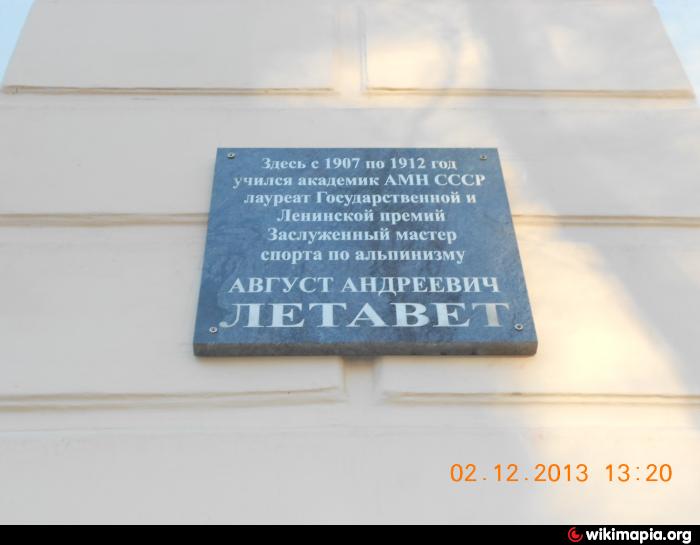 Здесь с 1907 по 1912 год
учился академик АМН СССР
лауреат Государственной и
Ленинской премий
Заслуженный мастер
спорта по альпинизму
АВГУСТ АНДРЕЕВИЧ
ЛЕТАВЕТ
02.12.2013 13:20
wikimapia.org